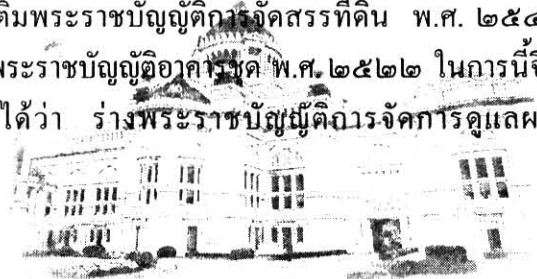 ติมพระราชบัญญัติการจัดสรรที่ดิน พ.ศ. ๒๕๔
พระราชบัญญัติอาคารชุด พ.ศ. ๒๕๒๒ ในการนี้จึ
ได้ว่า ร่างพระราชบัญญัติการจัดการดูแลผ